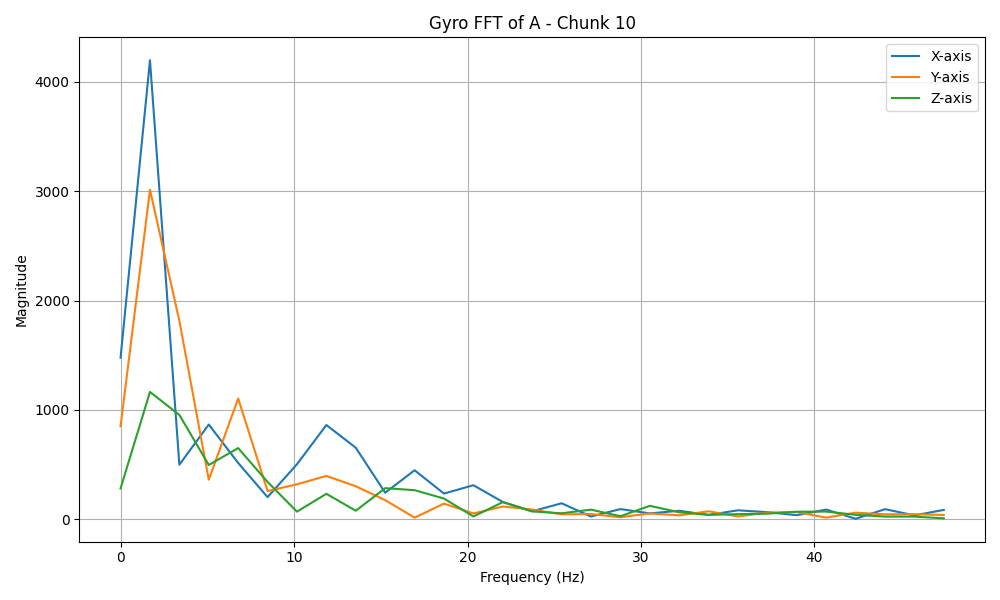 Gyro FFT of A - Chunk 10
X-axis
Y-axis
Z-axis
4000
3000
2000
1000
0
Magnitude
0 10 20 30 40
Frequency (Hz)